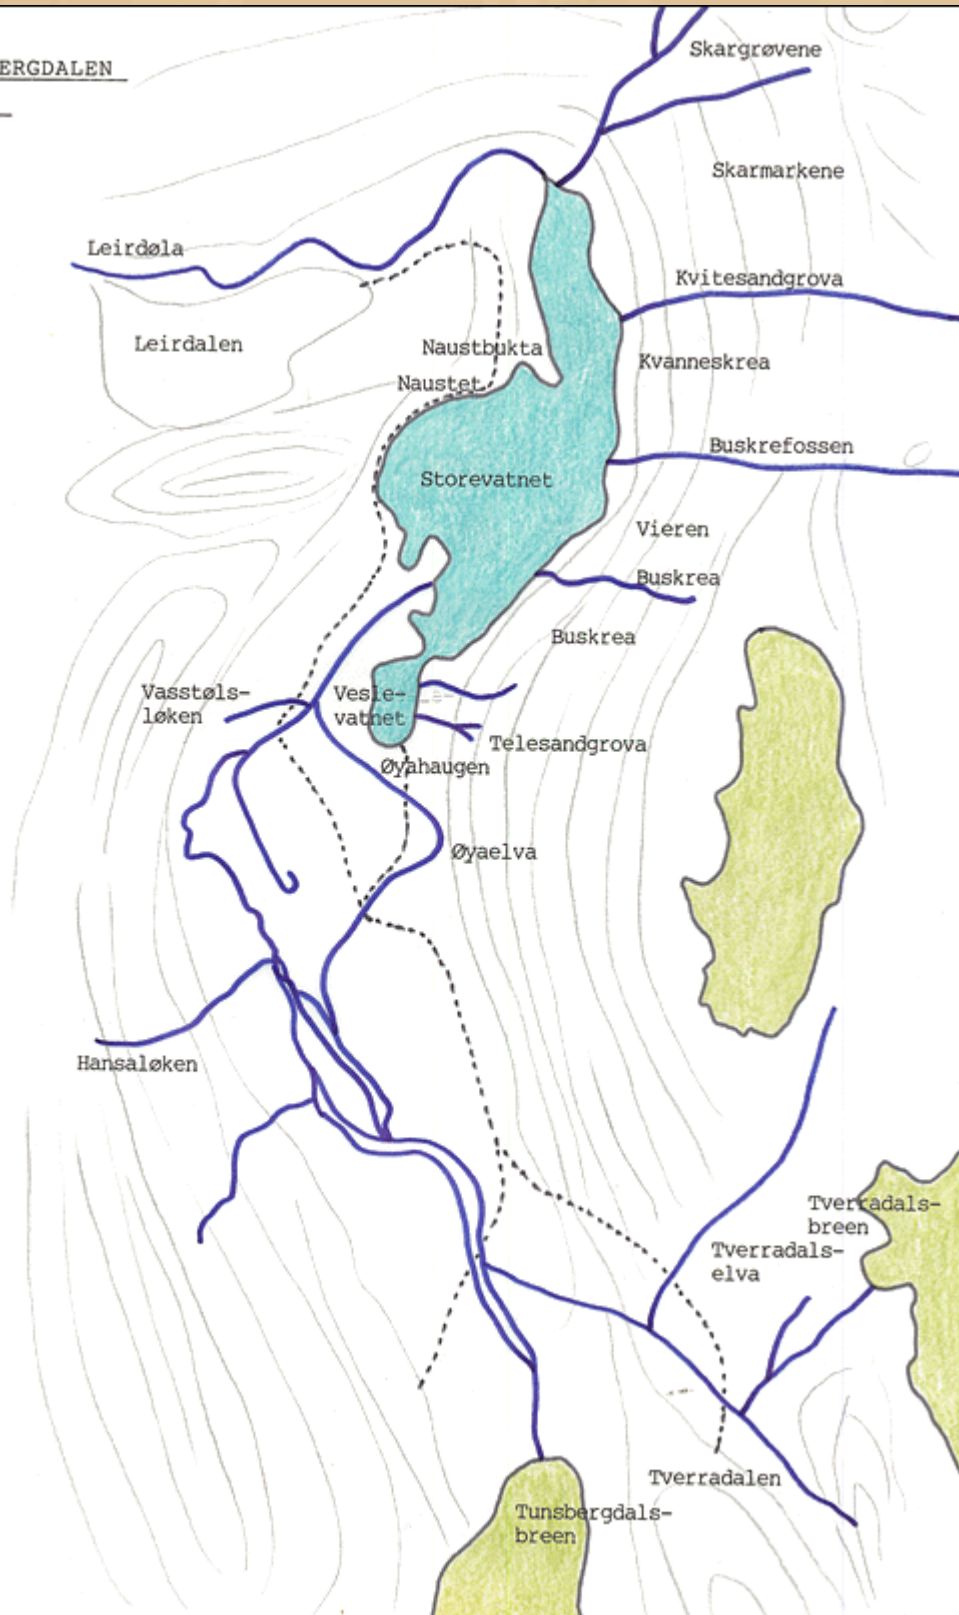 ERGDALEN
Skargrøvene
Skarmarkene
Leirdøla
Kvitesandgrova
Leirdalen
Naustbukta
Kvanneskrea
Naustet
Buskrefossen
Storevatnet
Vieren
Buskrea
Buskrea
Vasstøls-
løken
Vesle-
vatnet
Telesandgrova
Øyahaugen
Øyaelva
Hansaløken
Tverradals-
breen
Tverradals-
elva
Tverradalen
Tunsbergdals-
breen